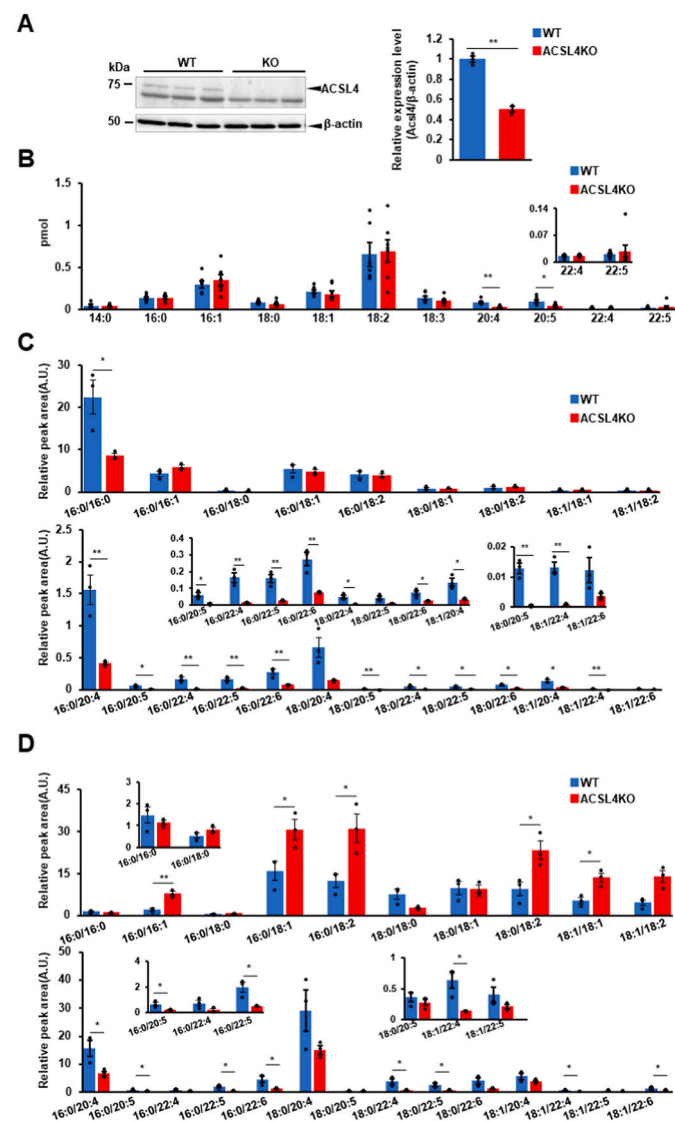 A
kDa
WT
KO
75
ACSL4
50
β-actin
Relative expression level
(Acsl4/β-actin)
1.2
1
0.8
0.6
0.4
0.2
0
**
WT
ACSL4KO
B
pmol
1.5
1
0.5
0
14:0 16:0 16:1 18:0 18:1 18:2 18:3 20:4 20:5 22:4 22:5
** *
WT
ACSL4KO
0.14
0.07
0
22:4 22:5
C
Relative peak area(A.U.)
30
20
10
0
*
WT
ACSL4KO
16:0/16:0 16:0/16:1 16:0/18:0 16:0/18:1 16:0/18:2 18:0/18:1 18:0/18:2 18:1/18:1 18:1/18:2
Relative peak area(A.U.)
2.5
2
1.5
1
0.5
0
** * ** ** ** ** * * * * **
16:0/20:4 16:0/20:5 16:0/22:4 16:0/22:5 16:0/22:6 18:0/20:4 18:0/20:5 18:0/22:4 18:0/22:5 18:0/22:6 18:1/20:4 18:1/22:4 18:1/22:6
0.4
0.3
0.2
0.1
0
* ** ** ** * * *
16:0/20:5 16:0/22:4 16:0/22:5 16:0/22:6 18:0/22:4 18:0/22:5 18:0/22:6 18:1/20:4
0.02
0.01
0
** **
18:0/20:5 18:1/22:4 18:1/22:6
D
Relative peak area(A.U.)
45
30
15
0
** * * * *
WT
ACSL4KO
16:0/16:0 16:0/16:1 16:0/18:0 16:0/18:1 16:0/18:2 18:0/18:0 18:0/18:1 18:0/18:2 18:1/18:1 18:1/18:2
3
2
1
0
16:0/16:0 16:0/18:0
Relative peak area(A.U.)
50
40
30
20
10
0
* * * * * * * *
16:0/20:4 16:0/20:5 16:0/22:4 16:0/22:5 16:0/22:6 18:0/20:4 18:0/20:5 18:0/22:4 18:0/22:5 18:0/22:6 18:1/20:4 18:1/22:4 18:1/22:5 18:1/22:6
4
2
0
* *
16:0/20:5 16:0/22:4 16:0/22:5
1
0.5
0
*
18:0/20:5 18:1/22:4 18:1/22:5